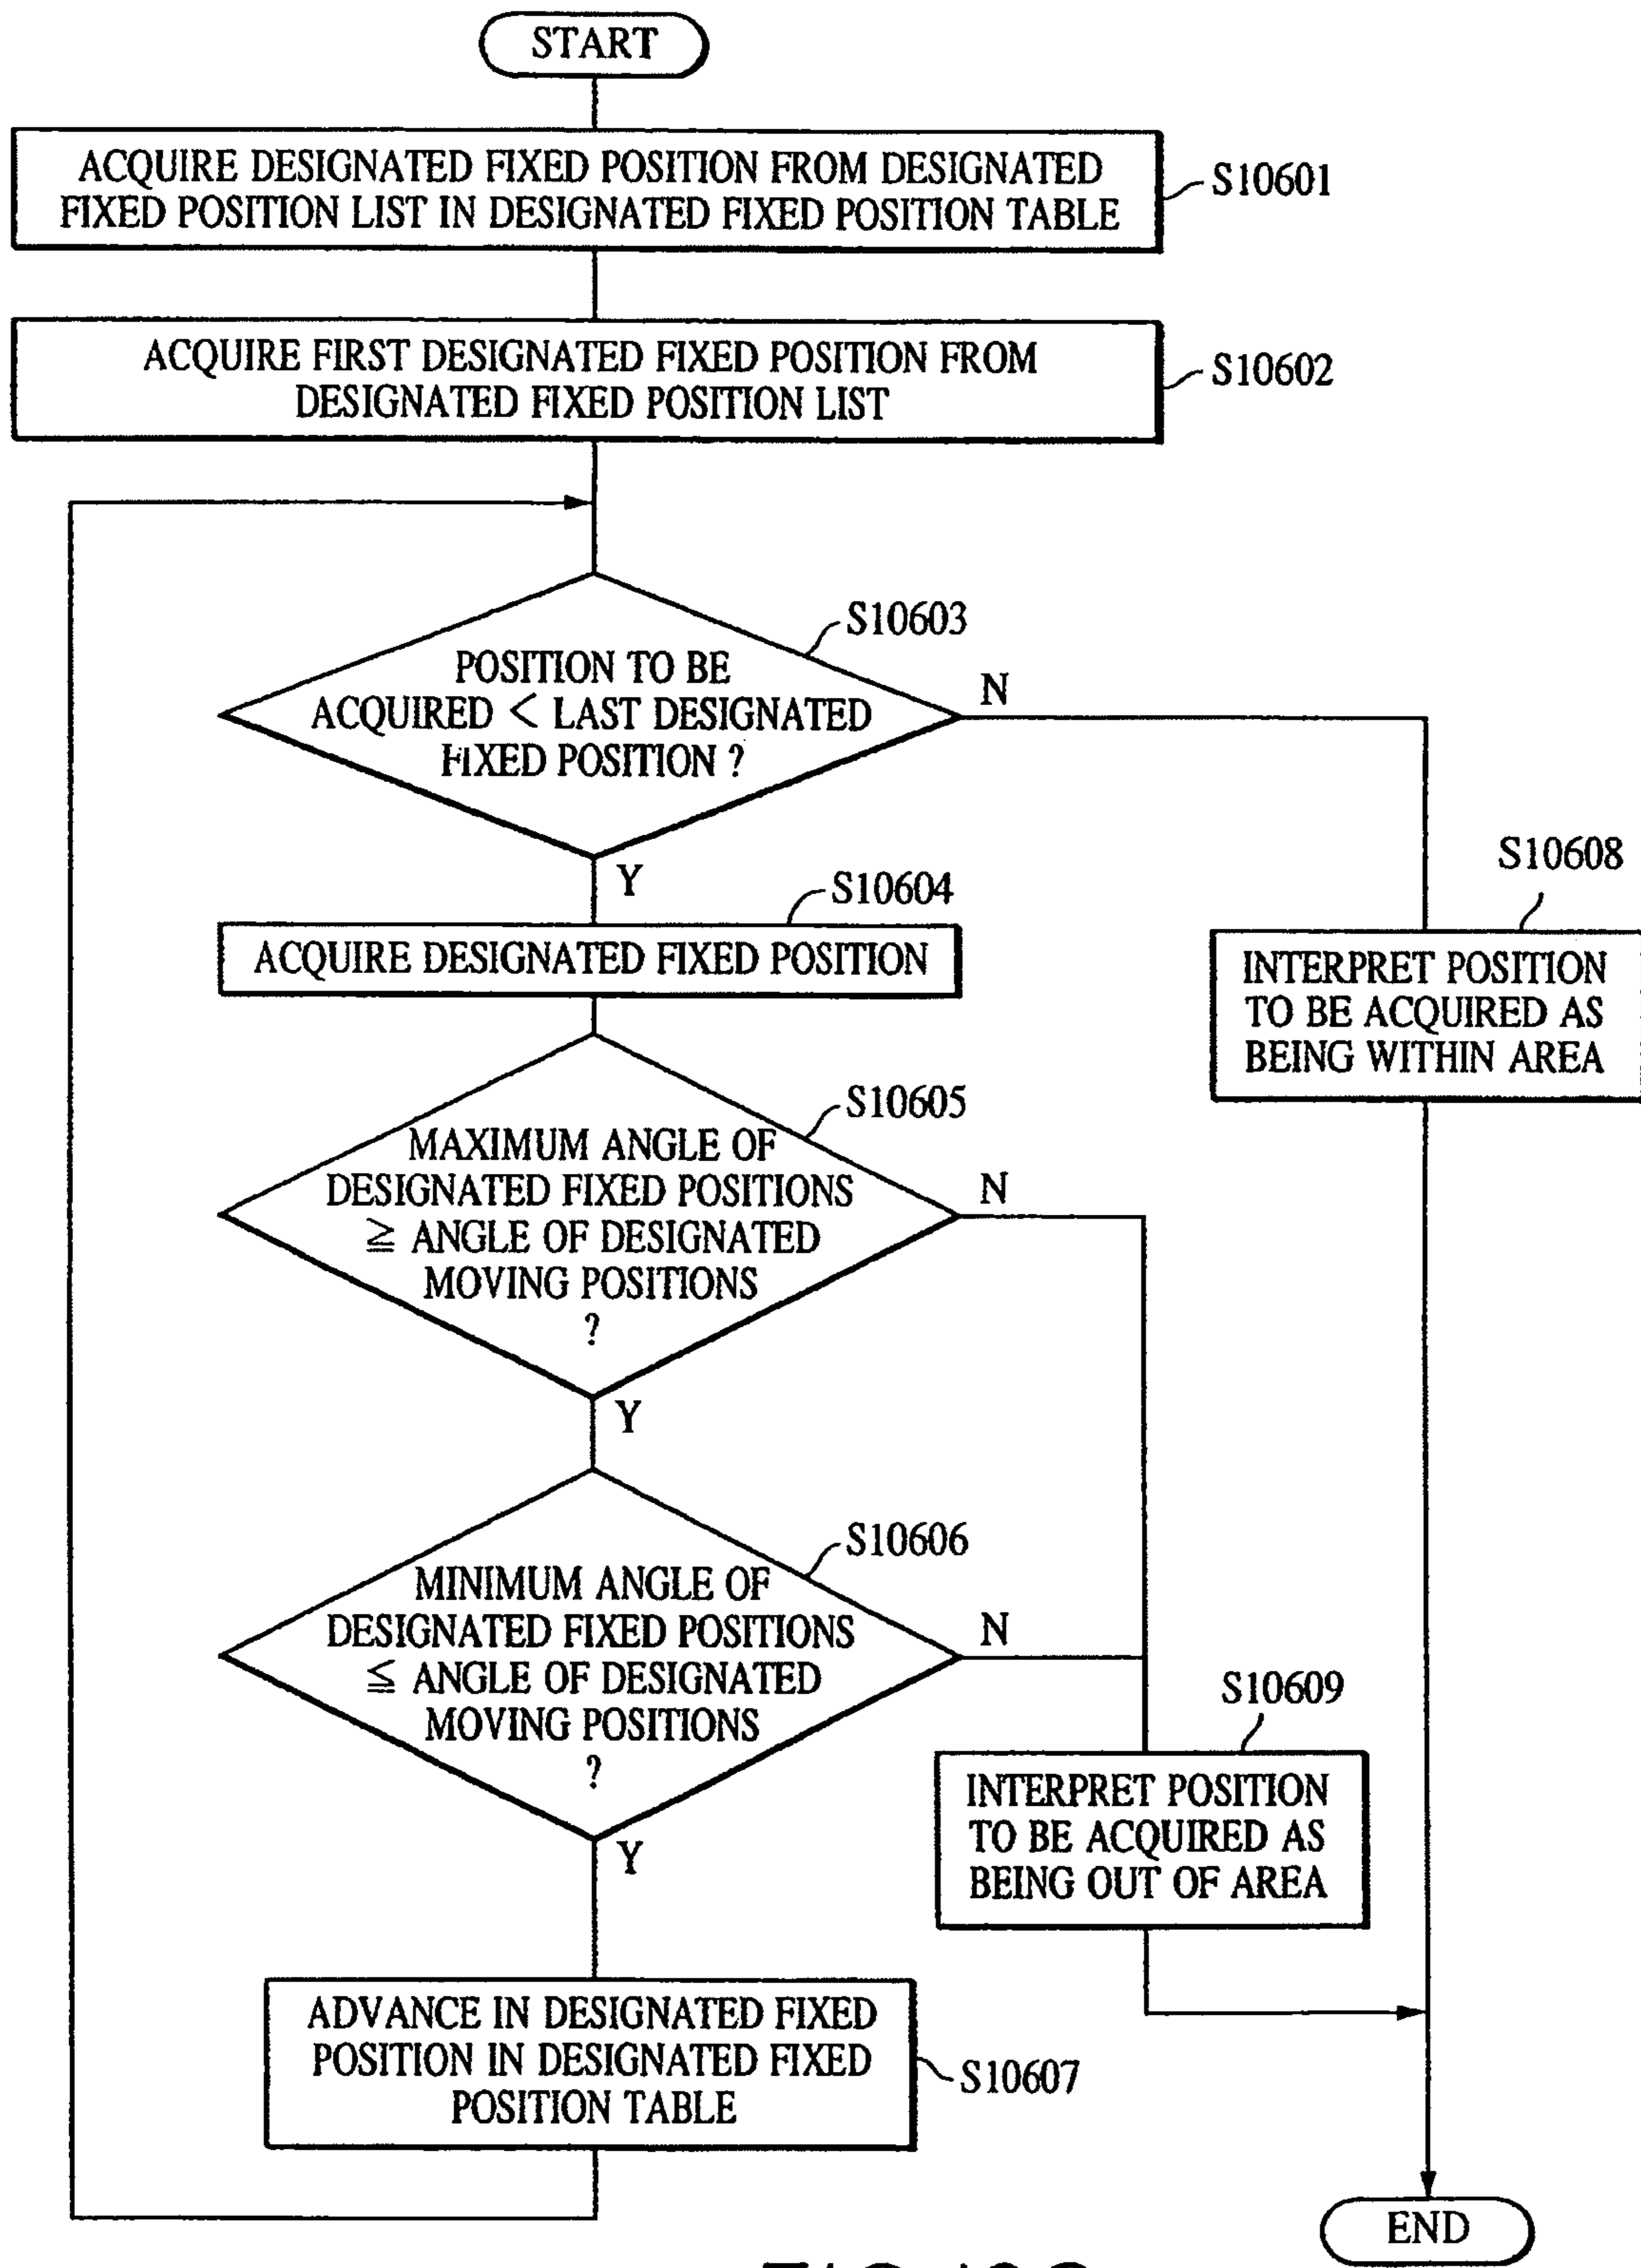 START
ACQUIRE DESIGNATED FIXED POSITION FROM DESIGNATED
FIXED POSITION LIST IN DESIGNATED FIXED POSITION TABLE
S10601
ACQUIRE FIRST DESIGNATED FIXED POSITION FROM
DESIGNATED FIXED POSITION LIST
S10602
S10603
POSITION TO BE
ACQUIRED < LAST DESIGNATED
FIXED POSITION ?
N
Y
S10604
ACQUIRE DESIGNATED FIXED POSITION
S10608
INTERPRET POSITION
TO BE ACQUIRED AS
BEING WITHIN AREA
S10605
MAXIMUM ANGLE OF
DESIGNATED FIXED POSITIONS
≧ ANGLE OF DESIGNATED
MOVING POSITIONS
?
N
Y
S10606
MINIMUM ANGLE OF
DESIGNATED FIXED POSITIONS
≦ ANGLE OF DESIGNATED
MOVING POSITIONS
?
N
Y
S10609
INTERPRET POSITION
TO BE ACQUIRED AS
BEING OUT OF AREA
ADVANCE IN DESIGNATED FIXED
POSITION IN DESIGNATED FIXED
POSITION TABLE
S10607
END